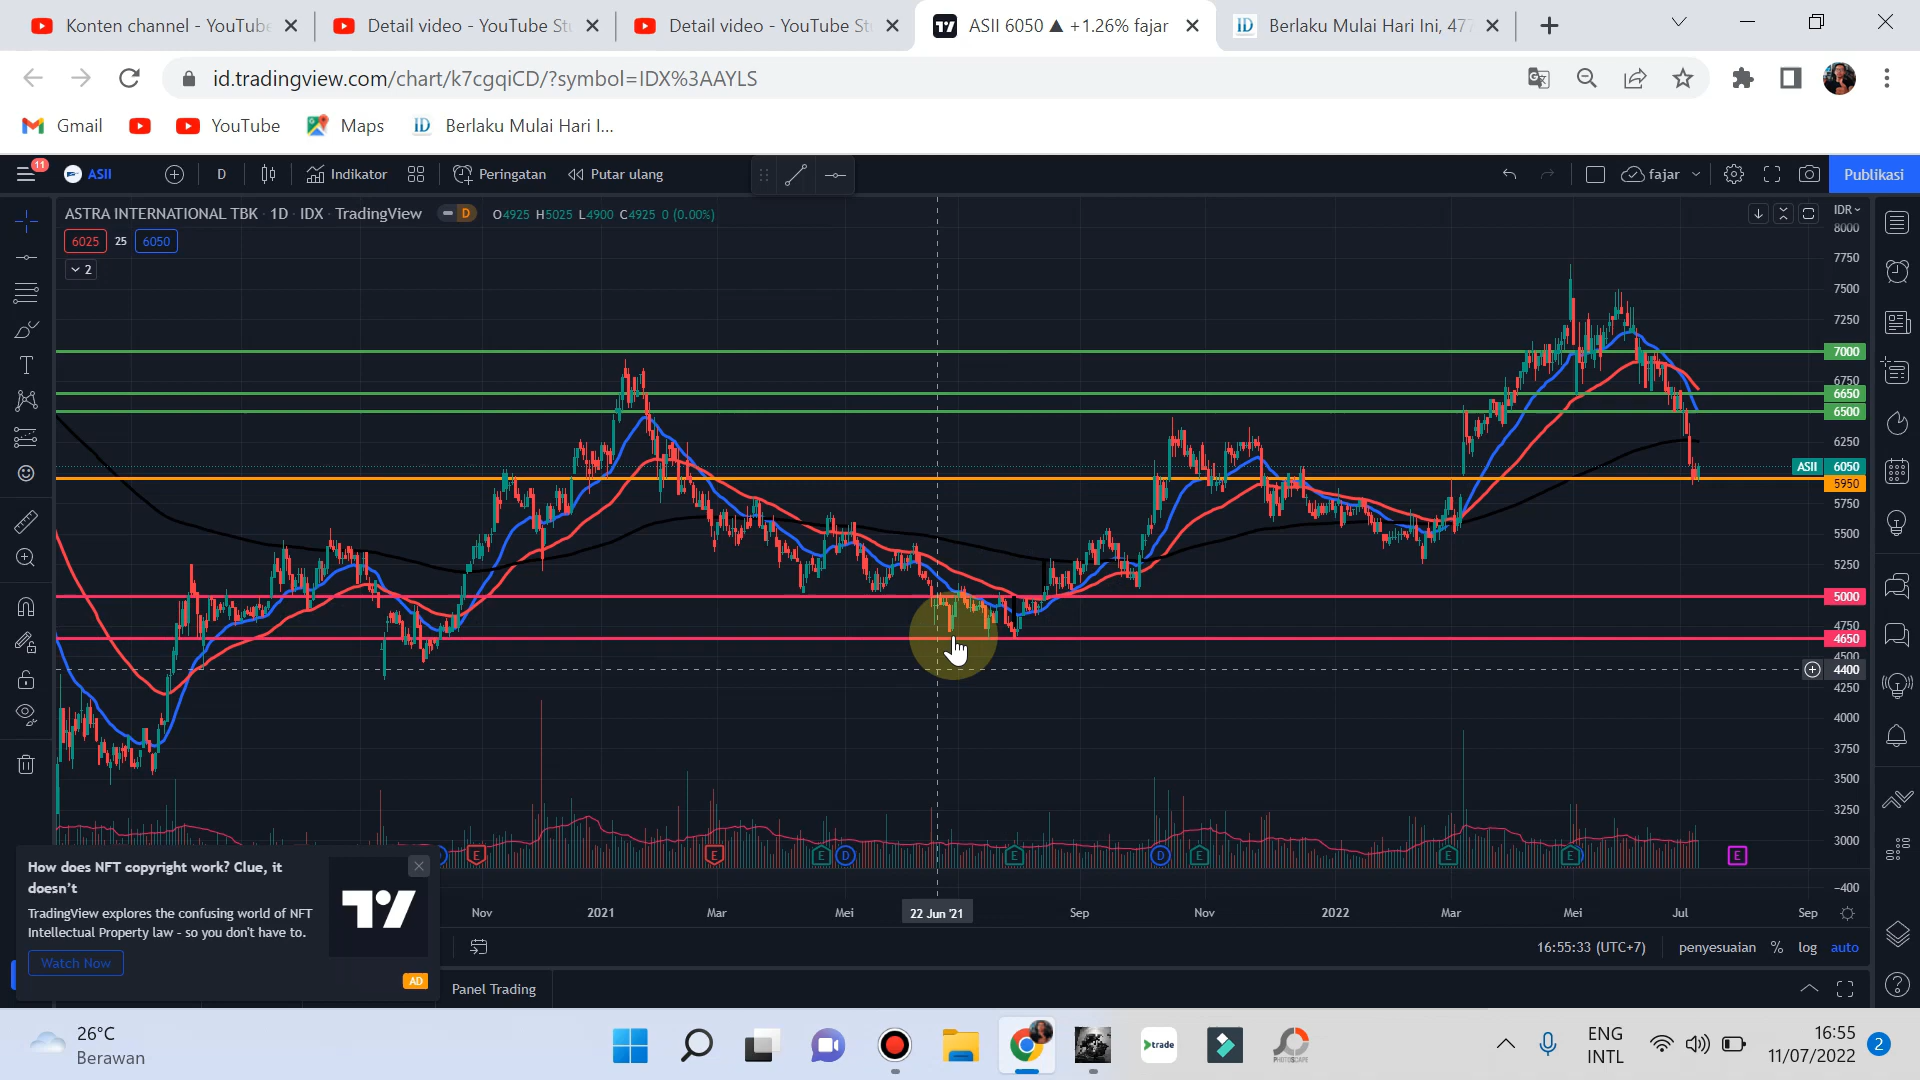 Konten channel - YouTube
Detail video - YouTube St
Detail video - YouTube St
ASII 6050 ▲ +1.26% fajar
Berlaku Mulai Hari Ini, 477
id.tradingview.com/chart/k7cgqiCD/?symbol=IDX%3AAYLS
Gmail
YouTube
Maps
Berlaku Mulai Hari I...
11
ASII
D
Indikator
Peringatan
Putar ulang
fajar
Publikasi
ASTRA INTERNATIONAL TBK · 1D · IDX · TradingView
D
O4925 H5025 L4900 C4925 0 (0.00%)
6025 25 6050
2
IDR
8000
7750
7500
7250
7000
6750
6650
6500
6250
ASII 6050
5950
5750
5500
5250
5000
4750
4650
4500
4400
4250
4000
3750
3500
3250
3000
-400
E E E D E D E E E E
Nov 2021 Mar Mei 22 Jun '21 Sep Nov 2022 Mar Mei Jul Sep
How does NFT copyright work? Clue, it
doesn't
TradingView explores the confusing world of NFT
Intellectual Property law - so you don't have to.
Watch Now
AD
16:55:33 (UTC+7)
penyesuaian % log auto
Panel Trading
26°C
Berawan
trade
PHOTOSCAPE
ENG
INTL
16:55
11/07/2022
2